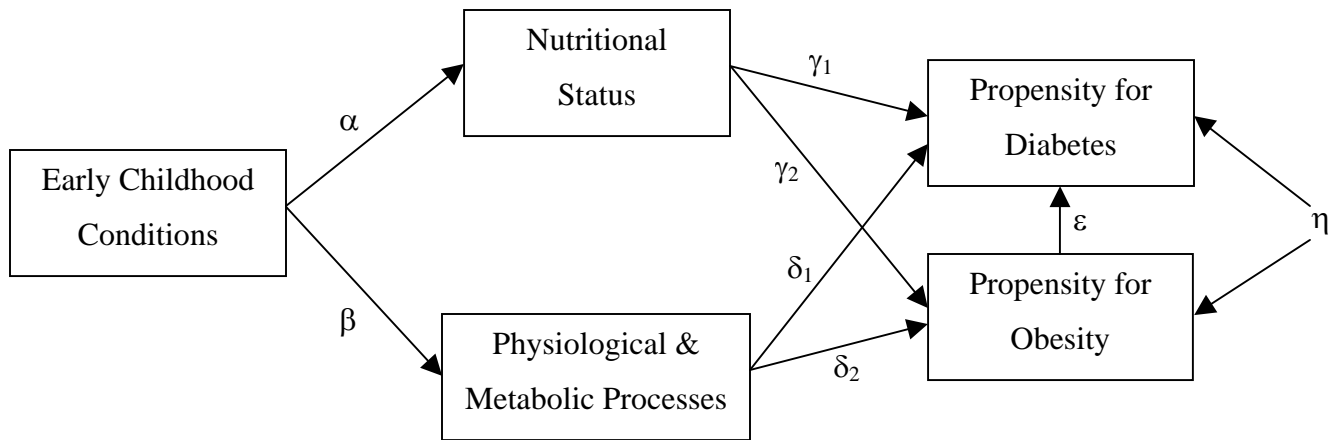 Nutritional
Status
γ1
Propensity for
Diabetes
α
γ2
Early Childhood
Conditions
η
ε
δ1
Propensity for
Obesity
β
Physiological &
Metabolic Processes
δ2